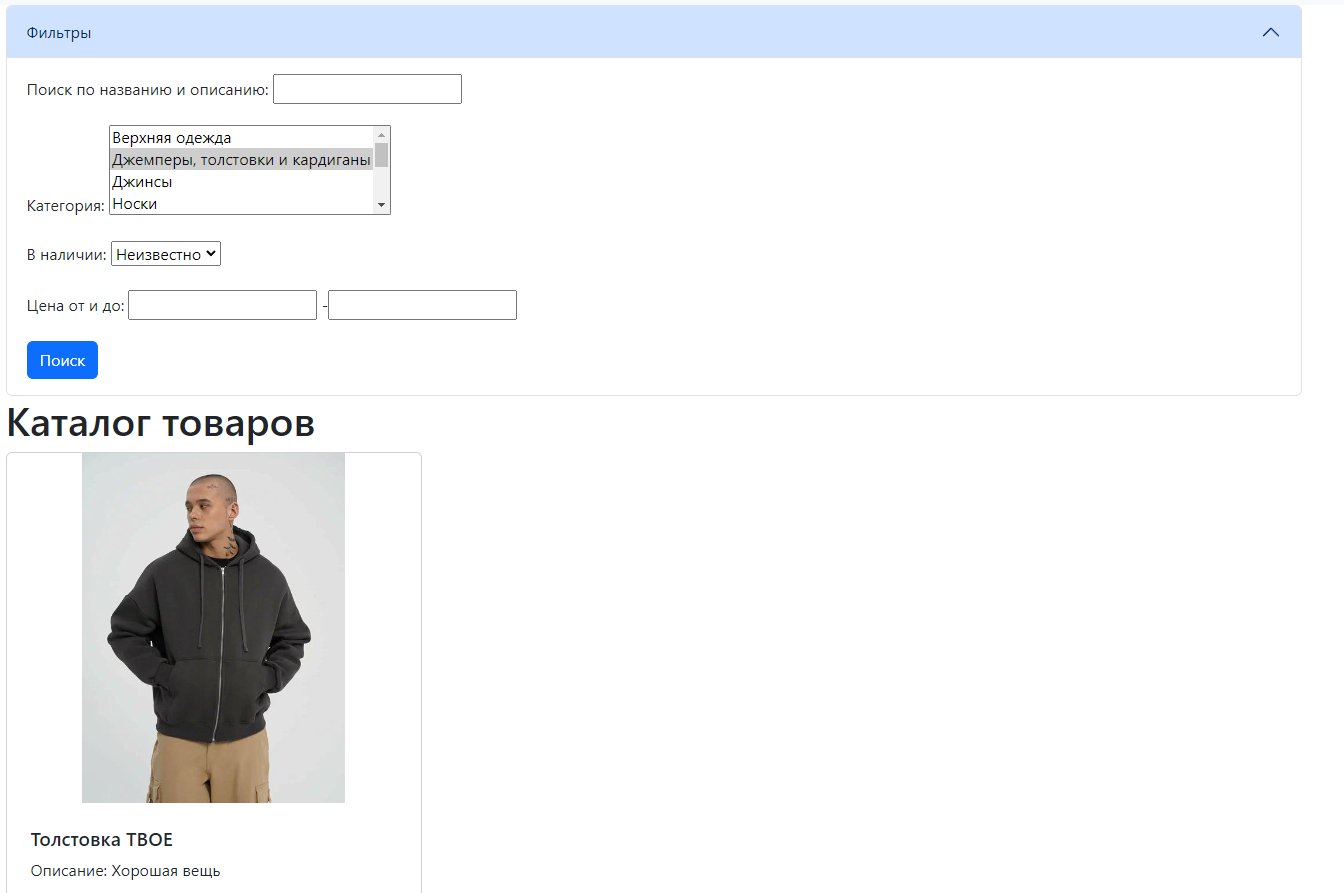 Фильтры
Поиск по названию и описанию:
Верхняя одежда
Джемперы, толстовки и кардиганы
Джинсы
Категория: Носки
В наличии: Неизвестно
Цена от и до: -
Поиск
Каталог товаров
Толстовка ТВОЕ
Описание: Хорошая вещь